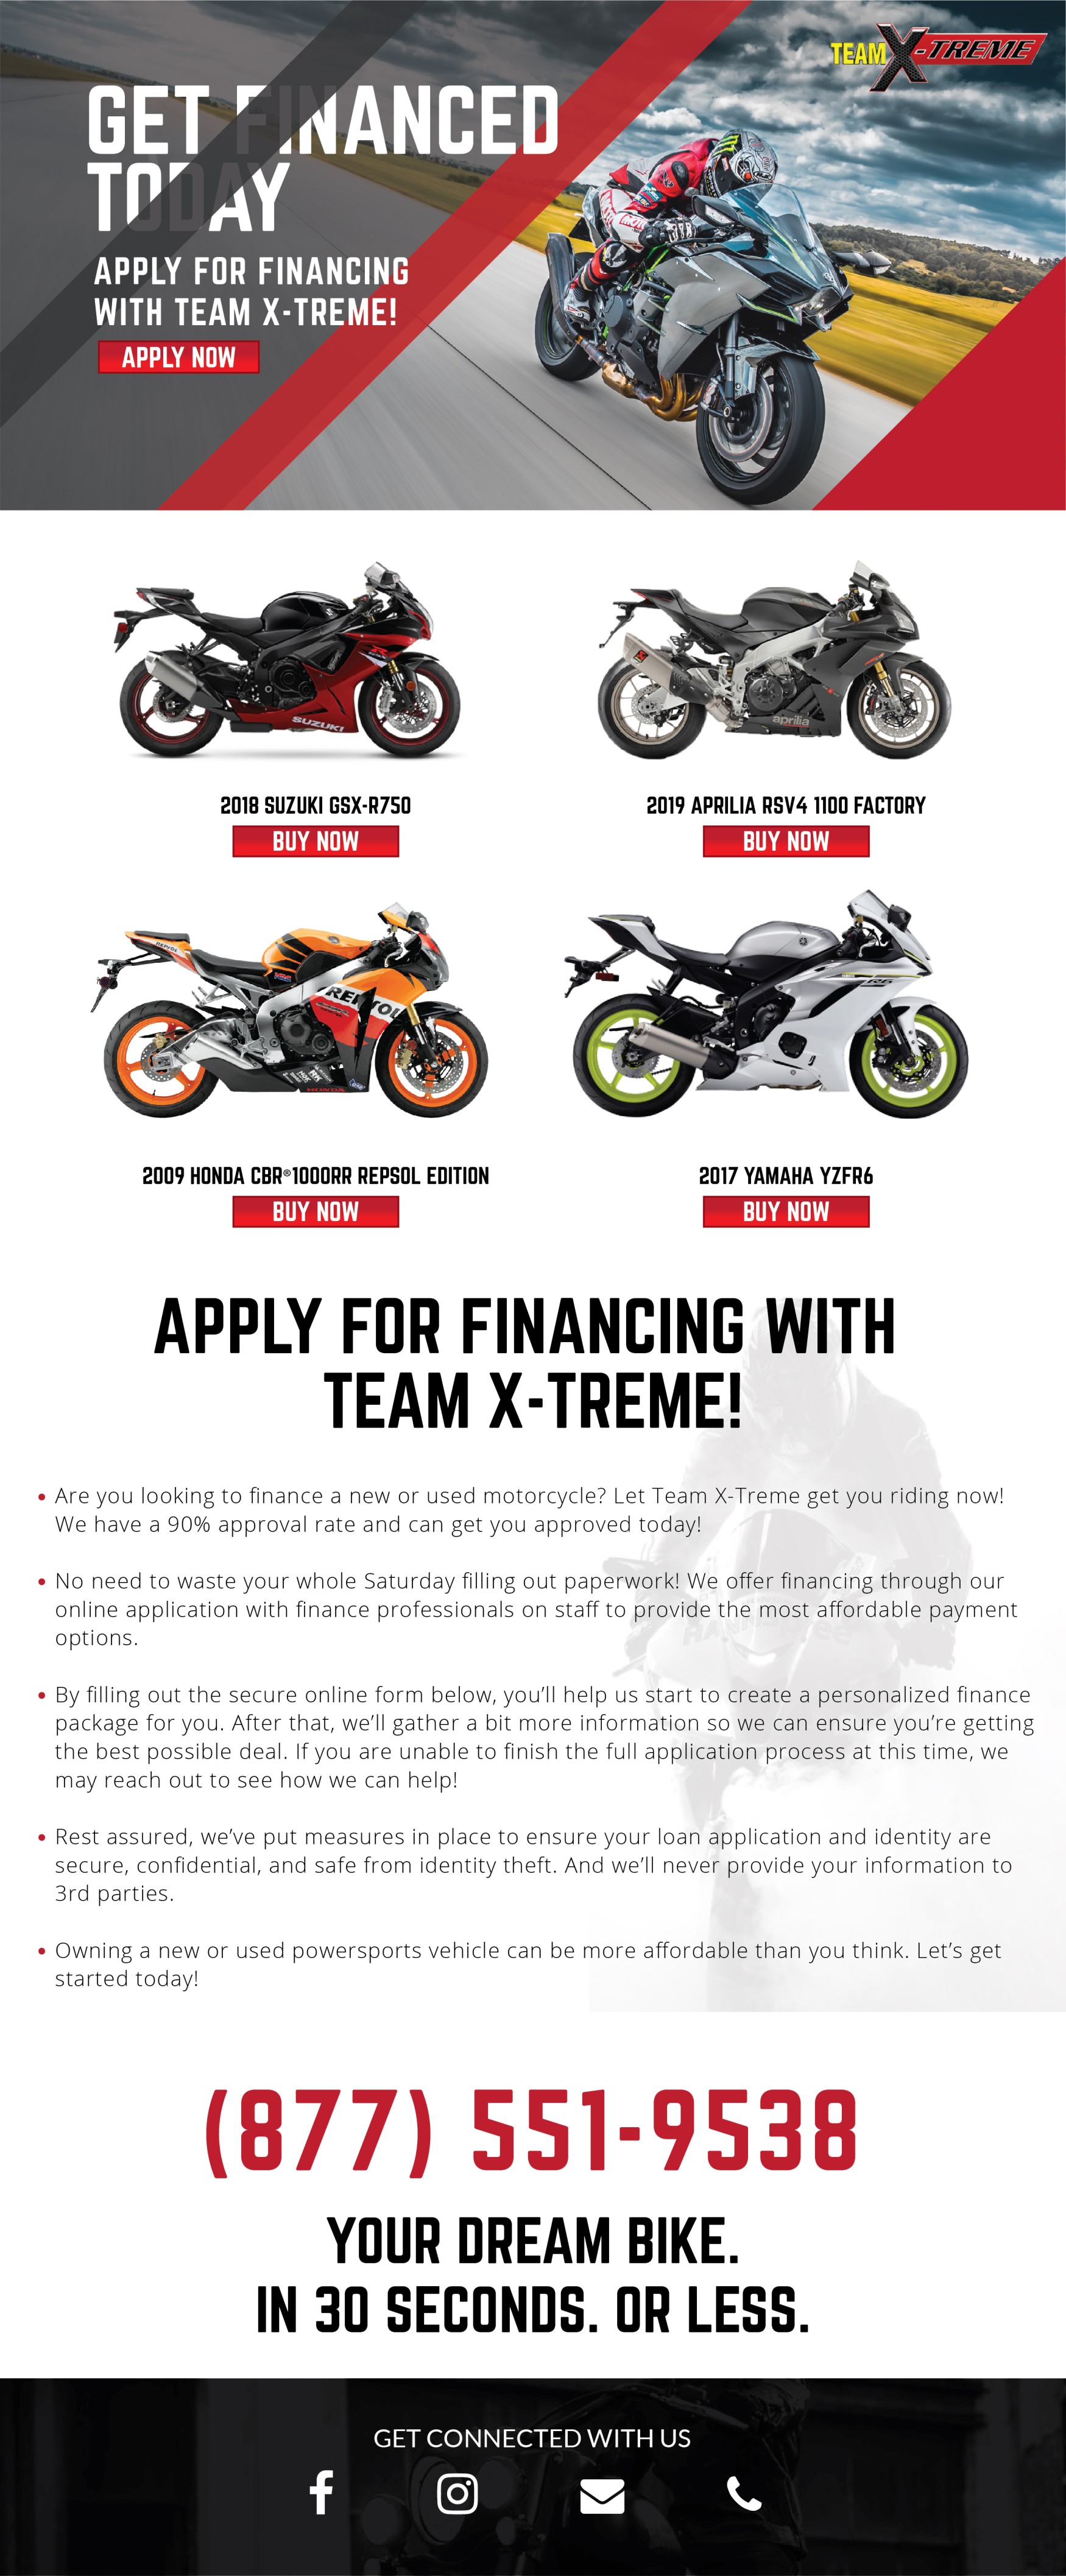 TEAM X-TREME
GET FINANCED
TODAY
APPLY FOR FINANCING
WITH TEAM X-TREME!
APPLY NOW
SUZUKI
aprilia
2018 SUZUKI GSX-R750
2019 APRILIA RSV4 1100 FACTORY
BUY NOW
BUY NOW
REPSOL
REPSOL
HONDA
R6
2009 HONDA CBR®1000RR REPSOL EDITION
2017 YAMAHA YZFR6
BUY NOW
BUY NOW
APPLY FOR FINANCING WITH
TEAM X-TREME!
• Are you looking to finance a new or used motorcycle? Let Team X-Treme get you riding now!
We have a 90% approval rate and can get you approved today!
• No need to waste your whole Saturday filling out paperwork! We offer financing through our
online application with finance professionals on staff to provide the most affordable payment
options.
• By filling out the secure online form below, you’ll help us start to create a personalized finance
package for you. After that, we’ll gather a bit more information so we can ensure you’re getting
the best possible deal. If you are unable to finish the full application process at this time, we
may reach out to see how we can help!
• Rest assured, we’ve put measures in place to ensure your loan application and identity are
secure, confidential, and safe from identity theft. And we’ll never provide your information to
3rd parties.
• Owning a new or used powersports vehicle can be more affordable than you think. Let’s get
started today!
(877) 551-9538
YOUR DREAM BIKE.
IN 30 SECONDS. OR LESS.
GET CONNECTED WITH US